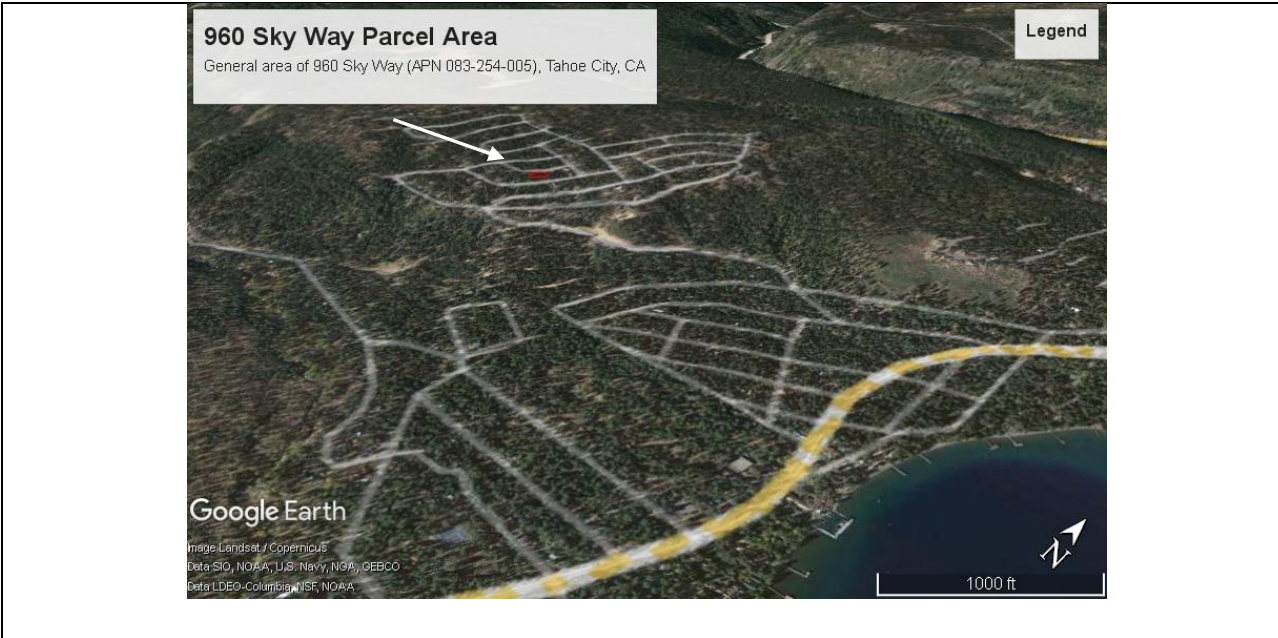 960 Sky Way Parcel Area
General area of 960 Sky Way (APN 083-254-005), Tahoe City, CA
Legend
Google Earth
Image Landsat / Copernicus
Data SIO, NOAA, U.S. Navy, NGA, GEBCO
Data LDEO-Columbia, NSF, NOAA
N
1000 ft